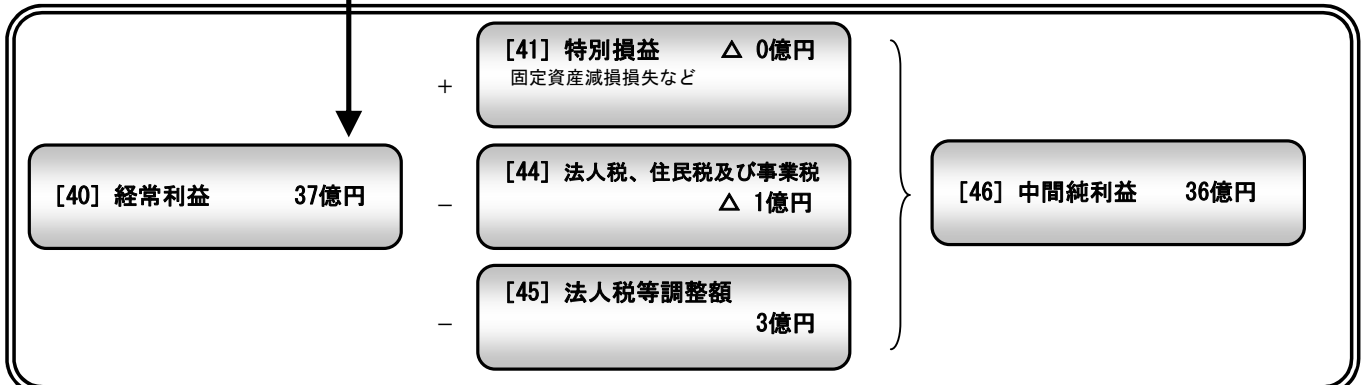 [41] 特別損益 △ 0億円
固定資産減損損失など
+
[40] 経常利益 37億円
[44] 法人税、住民税及び事業税
△ 1億円
−
[46] 中間純利益 36億円
[45] 法人税等調整額
3億円
−